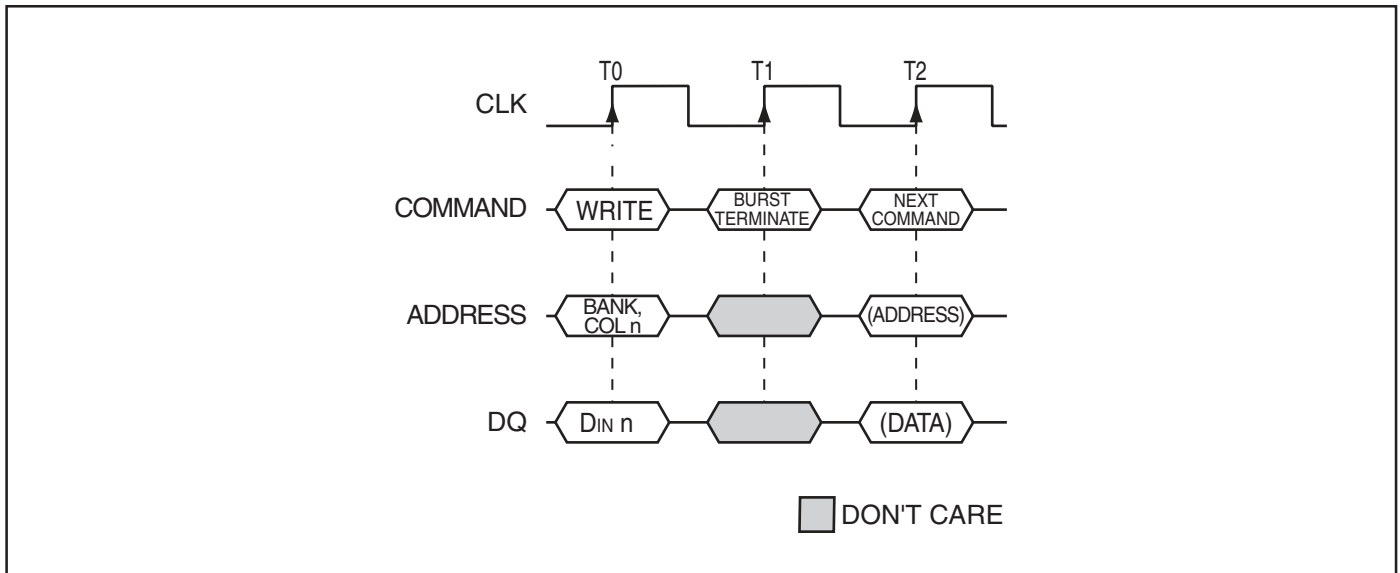 T0 T1 T2
CLK
COMMAND WRITE BURST TERMINATE NEXT COMMAND
ADDRESS BANK, COL n (ADDRESS)
DQ DIN n (DATA)
DON'T CARE